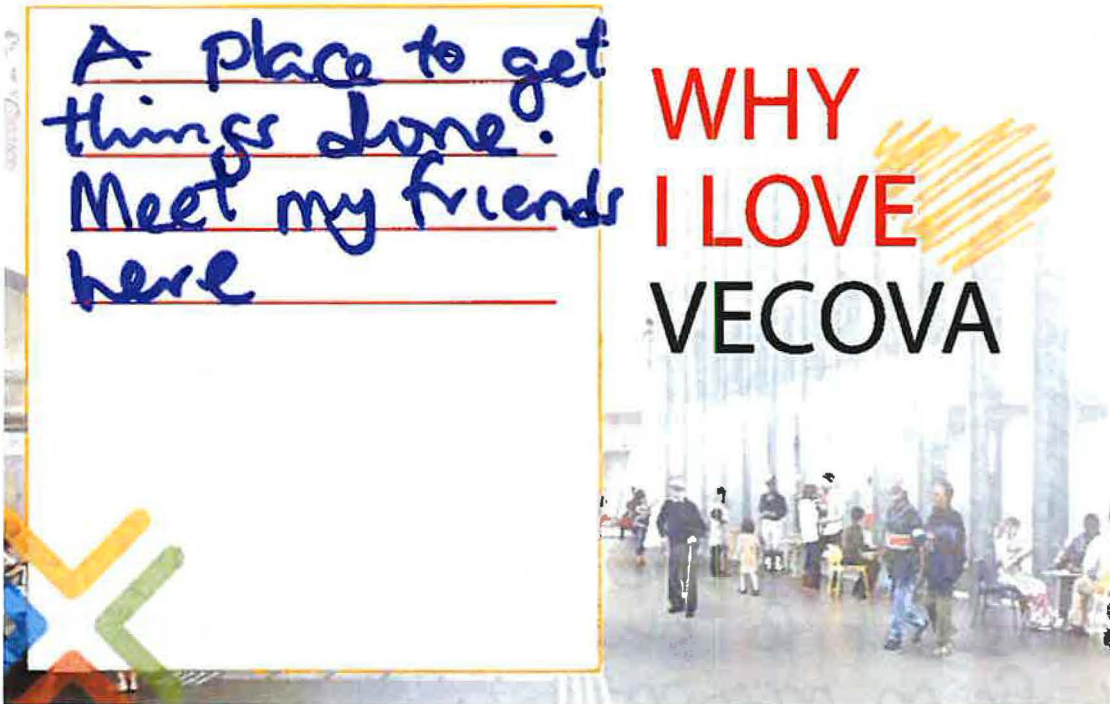 A place to get
things done.
Meet my friends
here
WHY
I LOVE
VECOVA